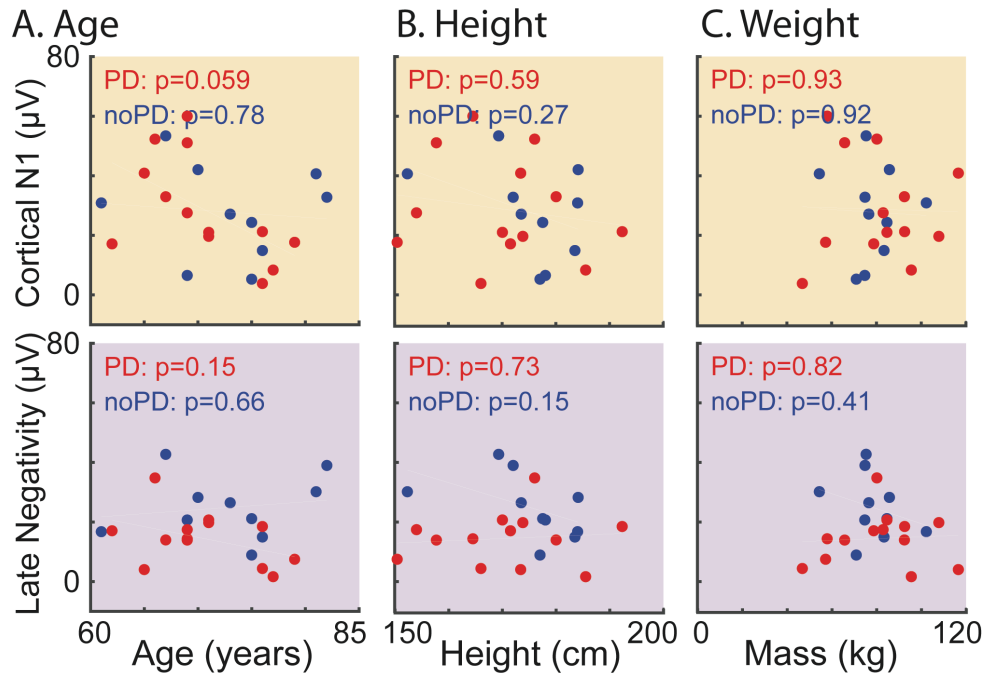 A. Age
B. Height
C. Weight
80
Cortical N1 (µV)
0
PD: p=0.059
noPD: p=0.78
PD: p=0.59
noPD: p=0.27
PD: p=0.93
noPD: p=0.92
80
Late Negativity (µV)
0
PD: p=0.15
noPD: p=0.66
PD: p=0.73
noPD: p=0.15
PD: p=0.82
noPD: p=0.41
60
85
150
200
0
120
Age (years)
Height (cm)
Mass (kg)